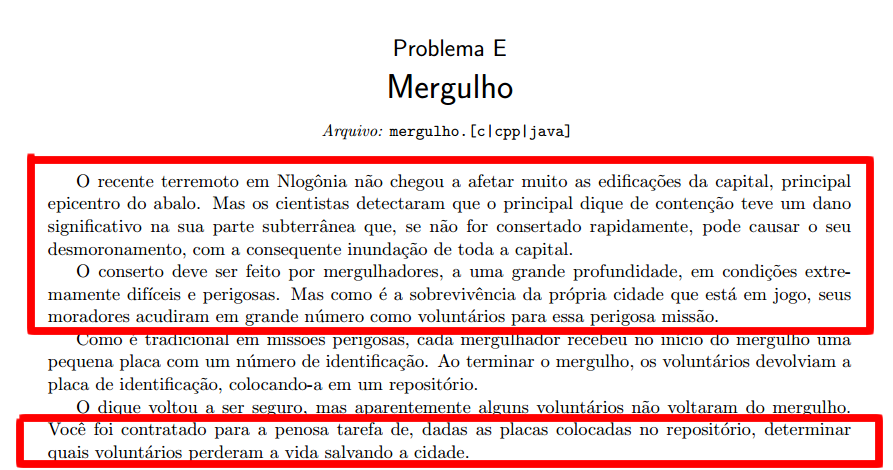 Problema E
Mergulho
Arquivo: mergulho.[c|cpp|java]
O recente terremoto em Nlogônia não chegou a afetar muito as edificações da capital, principal
epicentro do abalo. Mas os cientistas detectaram que o principal dique de contenção teve um dano
significativo na sua parte subterrânea que, se não for consertado rapidamente, pode causar o seu
desmoronamento, com a consequente inundação de toda a capital.
O conserto deve ser feito por mergulhadores, a uma grande profundidade, em condições extre-
mamente difíceis e perigosas. Mas como é a sobrevivência da própria cidade que está em jogo, seus
moradores acudiram em grande número como voluntários para essa perigosa missão.
Como é tradicional em missões perigosas, cada mergulhador recebeu no início do mergulho uma
pequena placa com um número de identificação. Ao terminar o mergulho, os voluntários devolviam a
placa de identificação, colocando-a em um repositório.
O dique voltou a ser seguro, mas aparentemente alguns voluntários não voltaram do mergulho.
Você foi contratado para a penosa tarefa de, dadas as placas colocadas no repositório, determinar
quais voluntários perderam a vida salvando a cidade.